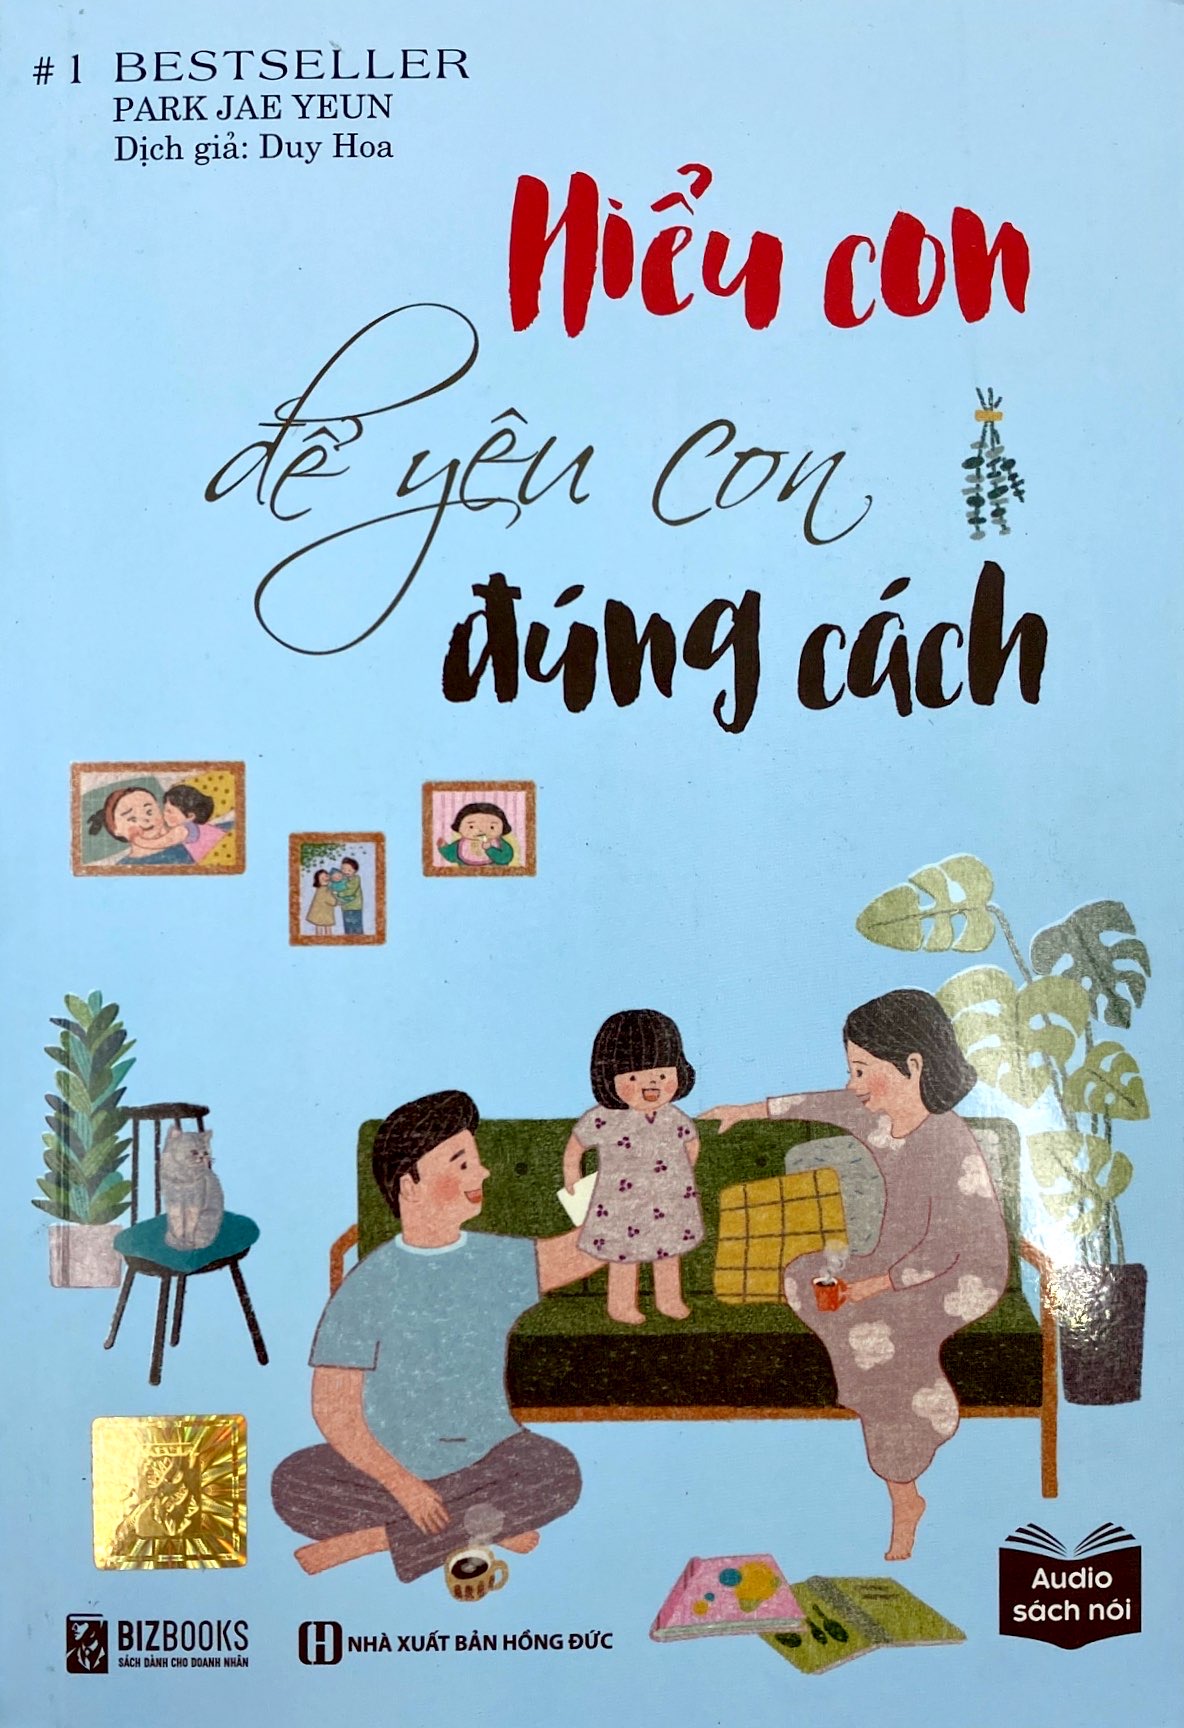 # 1 BESTSELLER
PARK JAE YEUN
Dịch giả: Duy Hoa
Hiểu con
để yêu con
đúng cách
BIZBOOKS
SÁCH DÀNH CHO DOANH NHÂN
NHÀ XUẤT BẢN HỒNG ĐỨC
Audio
sách nói